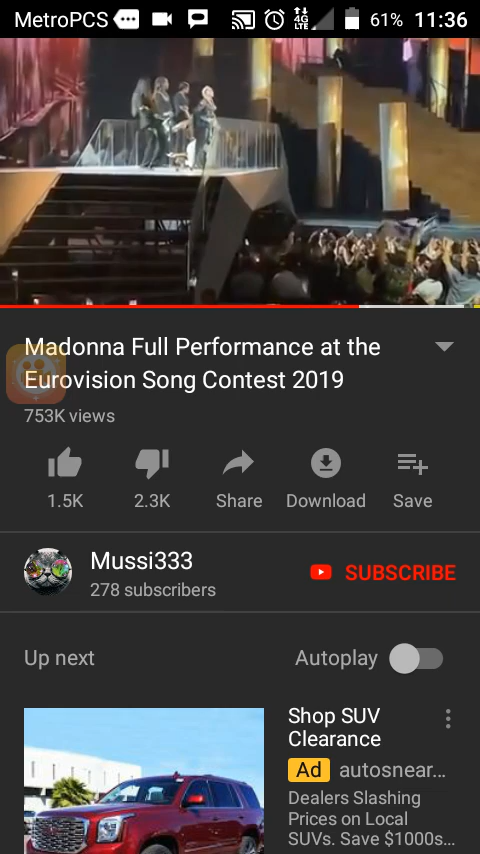 MetroPCS 4G LTE 61% 11:36
Madonna Full Performance at the
Eurovision Song Contest 2019
753K views
1.5K 2.3K Share Download Save
Mussi333
278 subscribers
SUBSCRIBE
Up next Autoplay
Shop SUV
Clearance
Ad autosnear...
Dealers Slashing
Prices on Local
SUVs. Save $1000s...